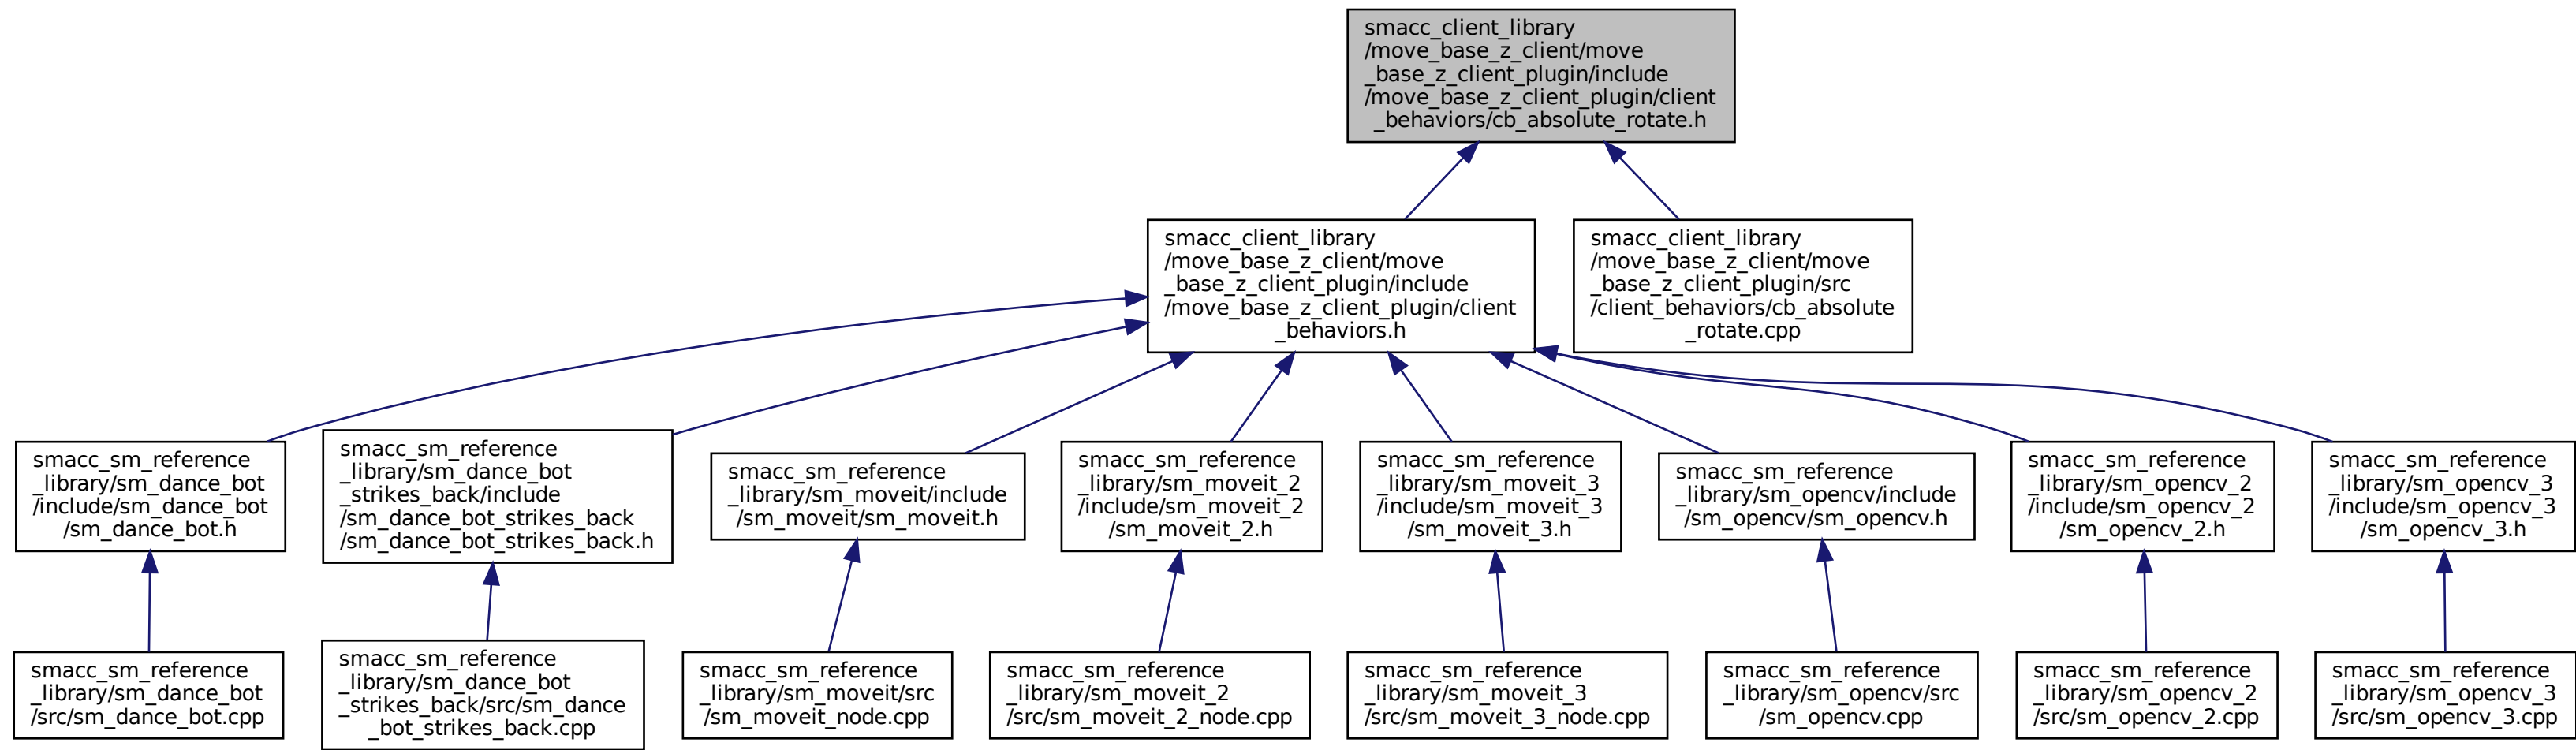 smacc_client_library
/move_base_z_client/move
_base_z_client_plugin/include
/move_base_z_client_plugin/client
_behaviors/cb_absolute_rotate.h
smacc_client_library
/move_base_z_client/move
_base_z_client_plugin/include
/move_base_z_client_plugin/client
_behaviors.h
smacc_client_library
/move_base_z_client/move
_base_z_client_plugin/src
/client_behaviors/cb_absolute
_rotate.cpp
smacc_sm_reference
_library/sm_dance_bot
/include/sm_dance_bot
/sm_dance_bot.h
smacc_sm_reference
_library/sm_dance_bot
_strikes_back/include
/sm_dance_bot_strikes_back
/sm_dance_bot_strikes_back.h
smacc_sm_reference
_library/sm_moveit/include
/sm_moveit/sm_moveit.h
smacc_sm_reference
_library/sm_moveit_2
/include/sm_moveit_2
/sm_moveit_2.h
smacc_sm_reference
_library/sm_moveit_3
/include/sm_moveit_3
/sm_moveit_3.h
smacc_sm_reference
_library/sm_opencv/include
/sm_opencv/sm_opencv.h
smacc_sm_reference
_library/sm_opencv_2
/include/sm_opencv_2
/sm_opencv_2.h
smacc_sm_reference
_library/sm_opencv_3
/include/sm_opencv_3
/sm_opencv_3.h
smacc_sm_reference
_library/sm_dance_bot
/src/sm_dance_bot.cpp
smacc_sm_reference
_library/sm_dance_bot
_strikes_back/src/sm_dance
_bot_strikes_back.cpp
smacc_sm_reference
_library/sm_moveit/src
/sm_moveit_node.cpp
smacc_sm_reference
_library/sm_moveit_2
/src/sm_moveit_2_node.cpp
smacc_sm_reference
_library/sm_moveit_3
/src/sm_moveit_3_node.cpp
smacc_sm_reference
_library/sm_opencv/src
/sm_opencv.cpp
smacc_sm_reference
_library/sm_opencv_2
/src/sm_opencv_2.cpp
smacc_sm_reference
_library/sm_opencv_3
/src/sm_opencv_3.cpp